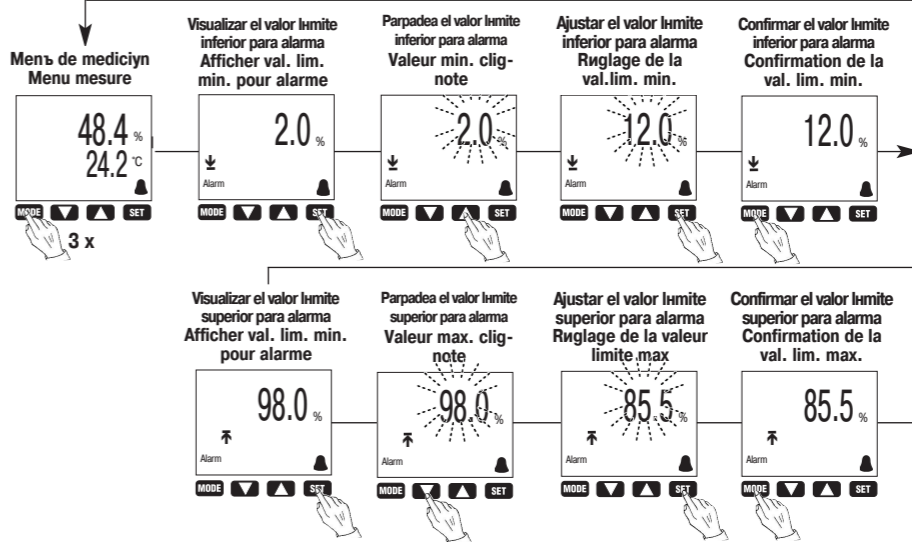 Menъ de mediciyn
Menu mesure
48.4 %
24.2 °C
MODE SET
3 x
Visualizar el valor lнmite
inferior para alarma
Afficher val. lim.
min. pour alarme
2.0 %
Alarm
MODE SET
Parpadea el valor lнmite
inferior para alarma
Valeur min. clig-
note
2.0 %
Alarm
MODE SET
Ajustar el valor lнmite
inferior para alarma
Rиglage de la
val.lim. min.
12.0 %
Alarm
MODE SET
Confirmar el valor lнmite
inferior para alarma
Confirmation de la
val. lim. min.
12.0 %
Alarm
MODE SET
Visualizar el valor lнmite
superior para alarma
Afficher val. lim. min.
pour alarme
98.0 %
Alarm
MODE SET
Parpadea el valor lнmite
superior para alarma
Valeur max. clig-
note
98.0 %
Alarm
MODE SET
Ajustar el valor lнmite
superior para alarma
Rиglage de la valeur
limite max
85.5 %
Alarm
MODE SET
Confirmar el valor lнmite
superior para alarma
Confirmation de la
val. lim. max.
85.5 %
Alarm
MODE SET